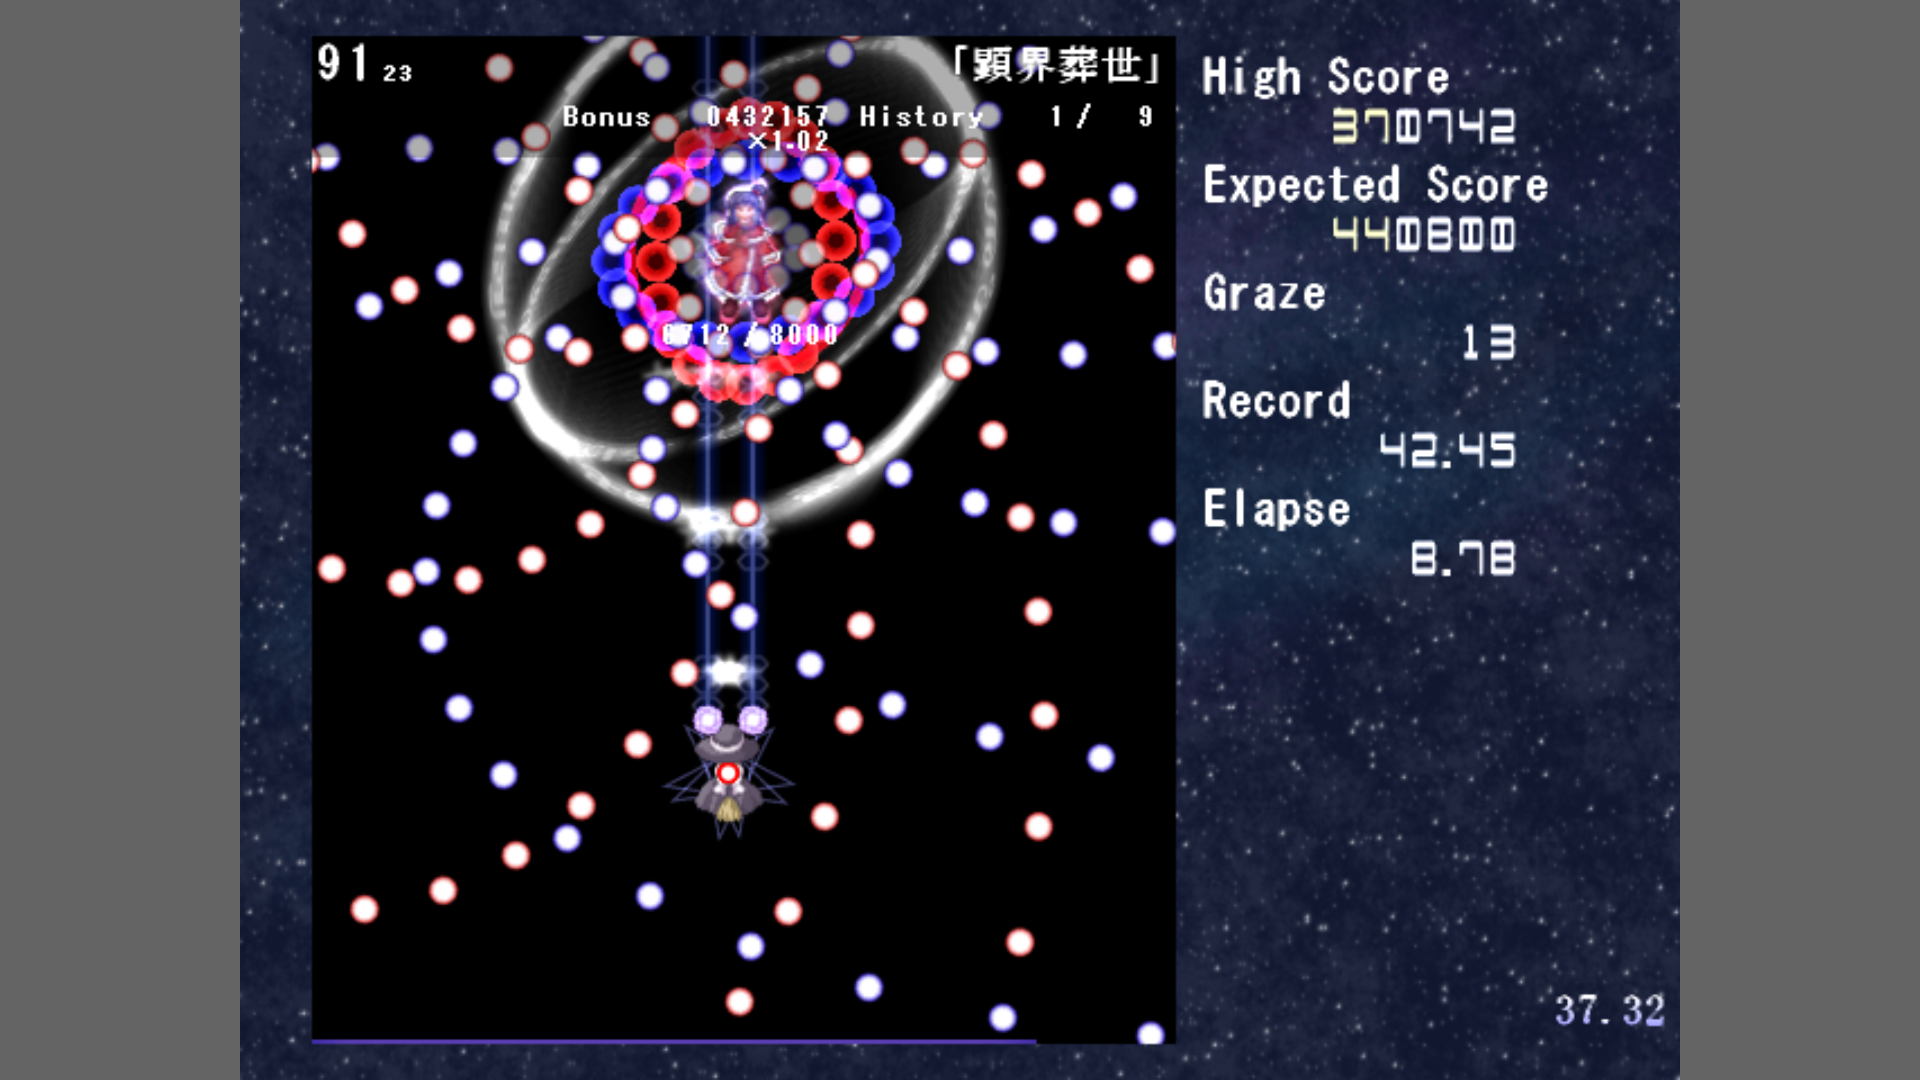 91 23
「顕界葬世」
Bonus 0432157 History 1 / 9
×1.02
6712 / 8000
High Score
370742
Expected Score
440800
Graze
13
Record
42.45
Elapse
8.78
37.32